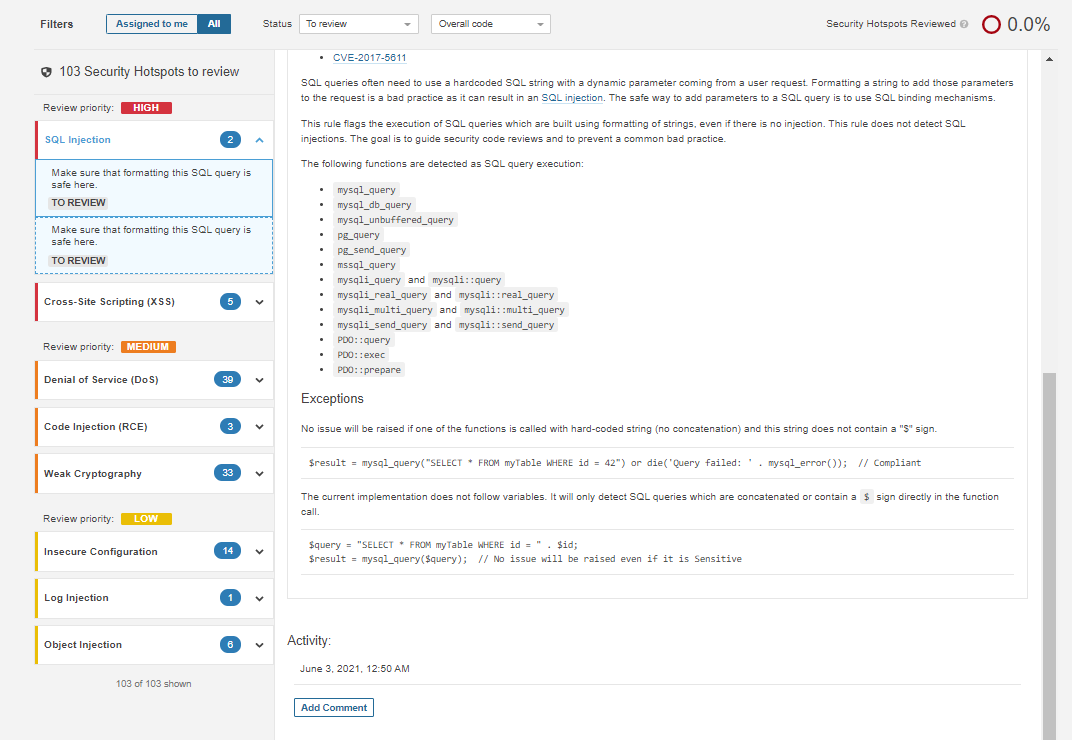 Filters
Assigned to me
All
Status
To review
Overall code
Security Hotspots Reviewed
0.0%
103 Security Hotspots to review
Review priority: HIGH
SQL Injection 2
Make sure that formatting this SQL query is
safe here.
TO REVIEW
Make sure that formatting this SQL query is
safe here.
TO REVIEW
Cross-Site Scripting (XSS) 5
Review priority: MEDIUM
Denial of Service (DoS) 39
Code Injection (RCE) 3
Weak Cryptography 33
Review priority: LOW
Insecure Configuration 14
Log Injection 1
Object Injection 6
103 of 103 shown
CVE-2017-5611
SQL queries often need to use a hardcoded SQL string with a dynamic parameter coming from a user request. Formatting a string to add those parameters
to the request is a bad practice as it can result in an SQL injection. The safe way to add parameters to a SQL query is to use SQL binding mechanisms.
This rule flags the execution of SQL queries which are built using formatting of strings, even if there is no injection. This rule does not detect SQL
injections. The goal is to guide security code reviews and to prevent a common bad practice.
The following functions are detected as SQL query execution:
mysql_query
mysql_db_query
mysql_unbuffered_query
pg_query
pg_send_query
mssql_query
mysqli_query and mysqli::query
mysqli_real_query and mysqli::real_query
mysqli_multi_query and mysqli::multi_query
mysqli_send_query and mysqli::send_query
PDO::query
PDO::exec
PDO::prepare
Exceptions
No issue will be raised if one of the functions is called with hard-coded string (no concatenation) and this string does not contain a "$" sign.
$result = mysql_query("SELECT * FROM myTable WHERE id = 42") or die('Query failed: ' . mysql_error()); // Compliant
The current implementation does not follow variables. It will only detect SQL queries which are concatenated or contain a $ sign directly in the function
call.
$query = "SELECT * FROM myTable WHERE id = " . $id;
$result = mysql_query($query); // No issue will be raised even if it is Sensitive
Activity:
June 3, 2021, 12:50 AM
Add Comment